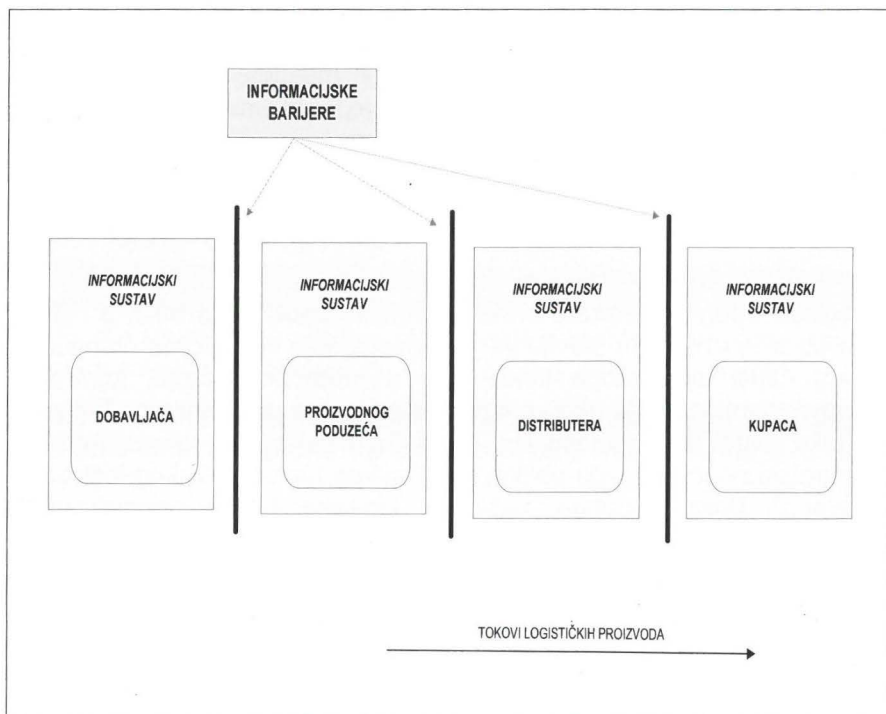 INFORMACIJSKE
BARIJERE
INFORMACIJSKI
SUSTAV
DOBAVLJAČA
INFORMACIJSKI
SUSTAV
PROIZVODNOG
PODUZEĆA
INFORMACIJSKI
SUSTAV
DISTRIBUTERA
INFORMACIJSKI
SUSTAV
KUPACA
TOKOVI LOGISTIČKIH PROIZVODA